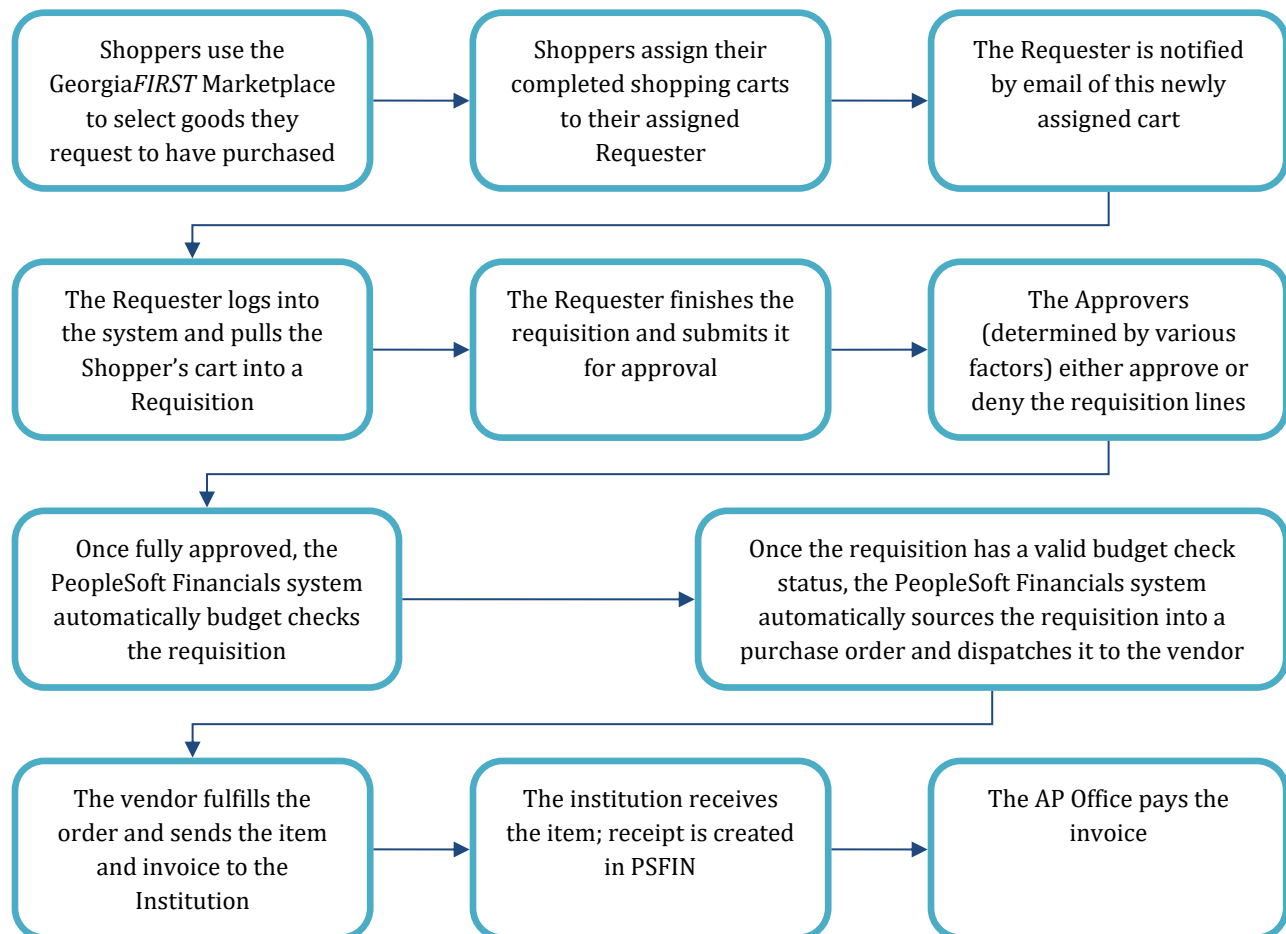 Shoppers use the
GeorgiaFIRST Marketplace
to select goods they
request to have purchased
Shoppers assign their
completed shopping carts
to their assigned
Requester
The Requester is notified
by email of this newly
assigned cart
The Requester logs into
the system and pulls the
Shopper’s cart into a
Requisition
The Requester finishes the
requisition and submits it
for approval
The Approvers
(determined by various
factors) either approve or
deny the requisition lines
Once fully approved, the
PeopleSoft Financials system
automatically budget checks
the requisition
Once the requisition has a valid budget check
status, the PeopleSoft Financials system
automatically sources the requisition into a
purchase order and dispatches it to the vendor
The vendor fulfills the
order and sends the item
and invoice to the
Institution
The institution receives
the item; receipt is created
in PSFIN
The AP Office pays the
invoice